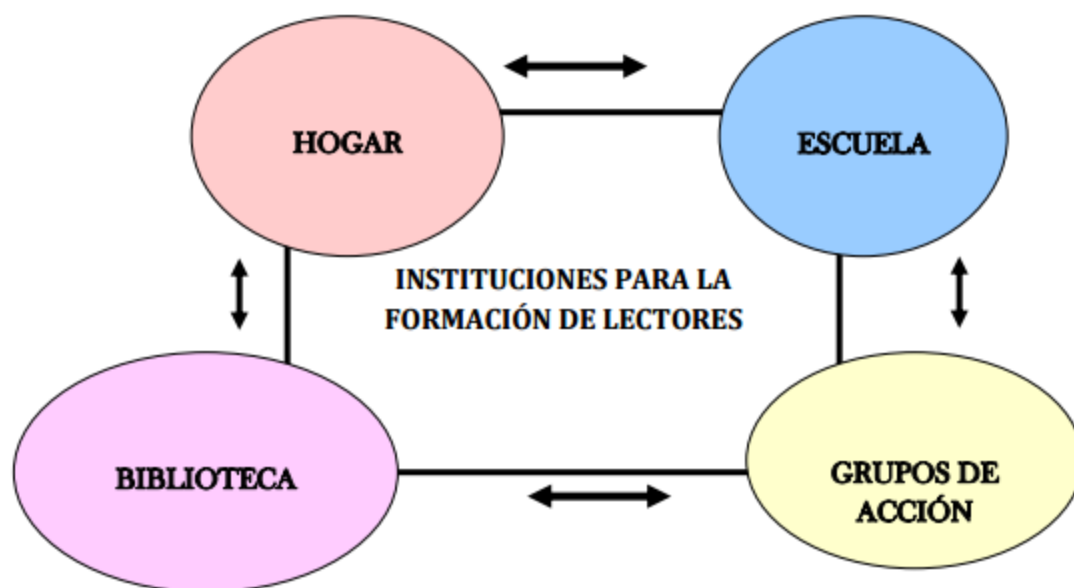 HOGAR
ESCUELA
INSTITUCIONES PARA LA
FORMACIÓN DE LECTORES
BIBLIOTECA
GRUPOS DE
ACCIÓN